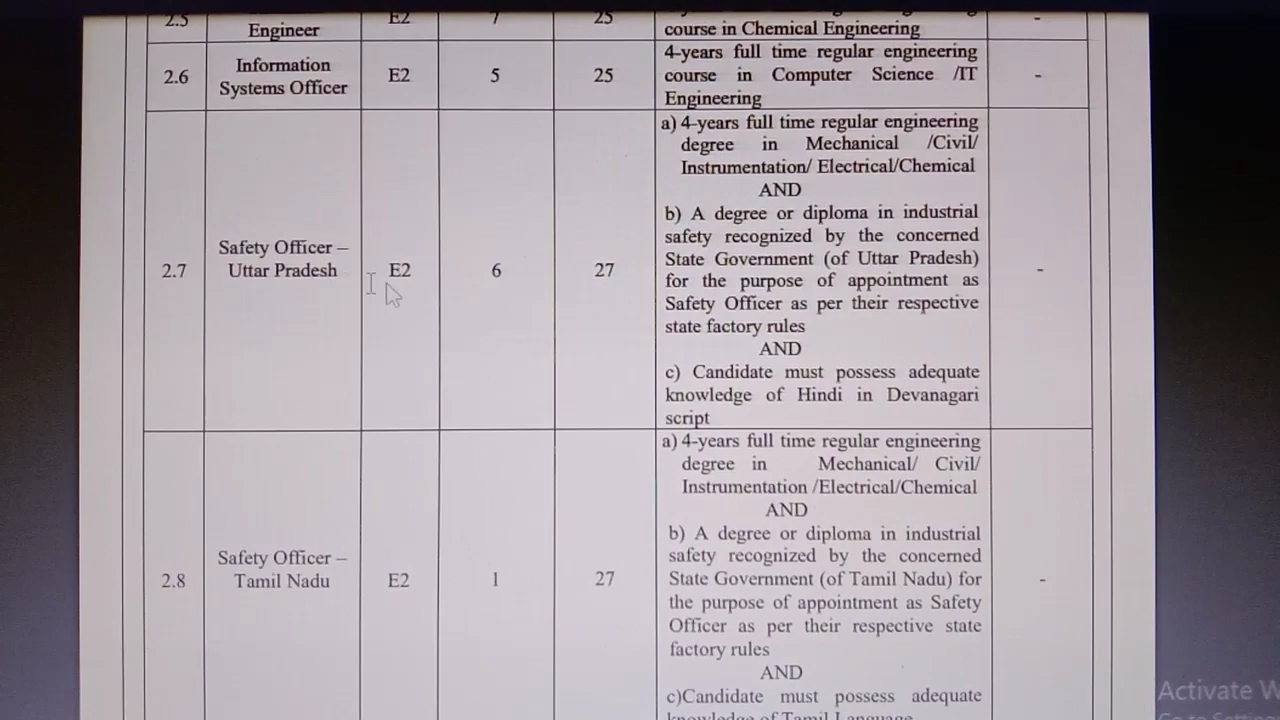 2.5
Engineer
E2
7
25
course in Chemical Engineering
-
2.6
Information
Systems Officer
E2
5
25
4-years full time regular engineering
course in Computer Science /IT
Engineering
-
2.7
Safety Officer –
Uttar Pradesh
E2
6
27
a) 4-years full time regular engineering
degree in Mechanical /Civil/
Instrumentation/ Electrical/Chemical
AND
b) A degree or diploma in industrial
safety recognized by the concerned
State Government (of Uttar Pradesh)
for the purpose of appointment as
Safety Officer as per their respective
state factory rules
AND
c) Candidate must possess adequate
knowledge of Hindi in Devanagari
script
-
2.8
Safety Officer –
Tamil Nadu
E2
1
27
a) 4-years full time regular engineering
degree in Mechanical/ Civil/
Instrumentation /Electrical/Chemical
AND
b) A degree or diploma in industrial
safety recognized by the concerned
State Government (of Tamil Nadu) for
the purpose of appointment as Safety
Officer as per their respective state
factory rules
AND
c)Candidate must possess adequate
knowledge of Tamil Language
-
Activate W